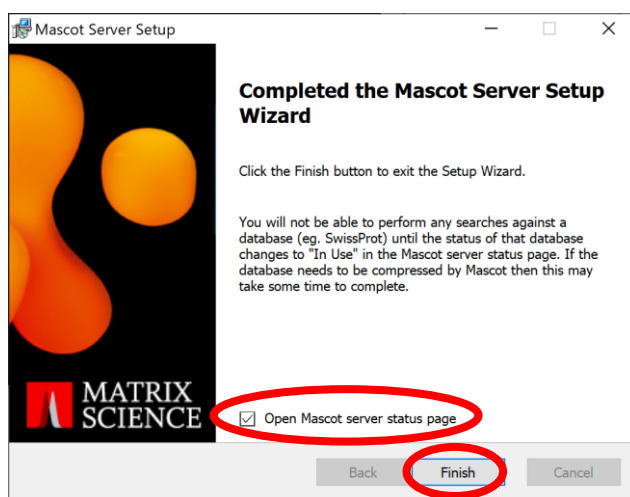 Mascot Server Setup
Completed the Mascot Server Setup
Wizard
Click the Finish button to exit the Setup Wizard.
You will not be able to perform any searches against a
database (eg. SwissProt) until the status of that database
changes to "In Use" in the Mascot server status page. If the
database needs to be compressed by Mascot then this may
take some time to complete.
MATRIX
SCIENCE
Open Mascot server status page
Back Finish Cancel